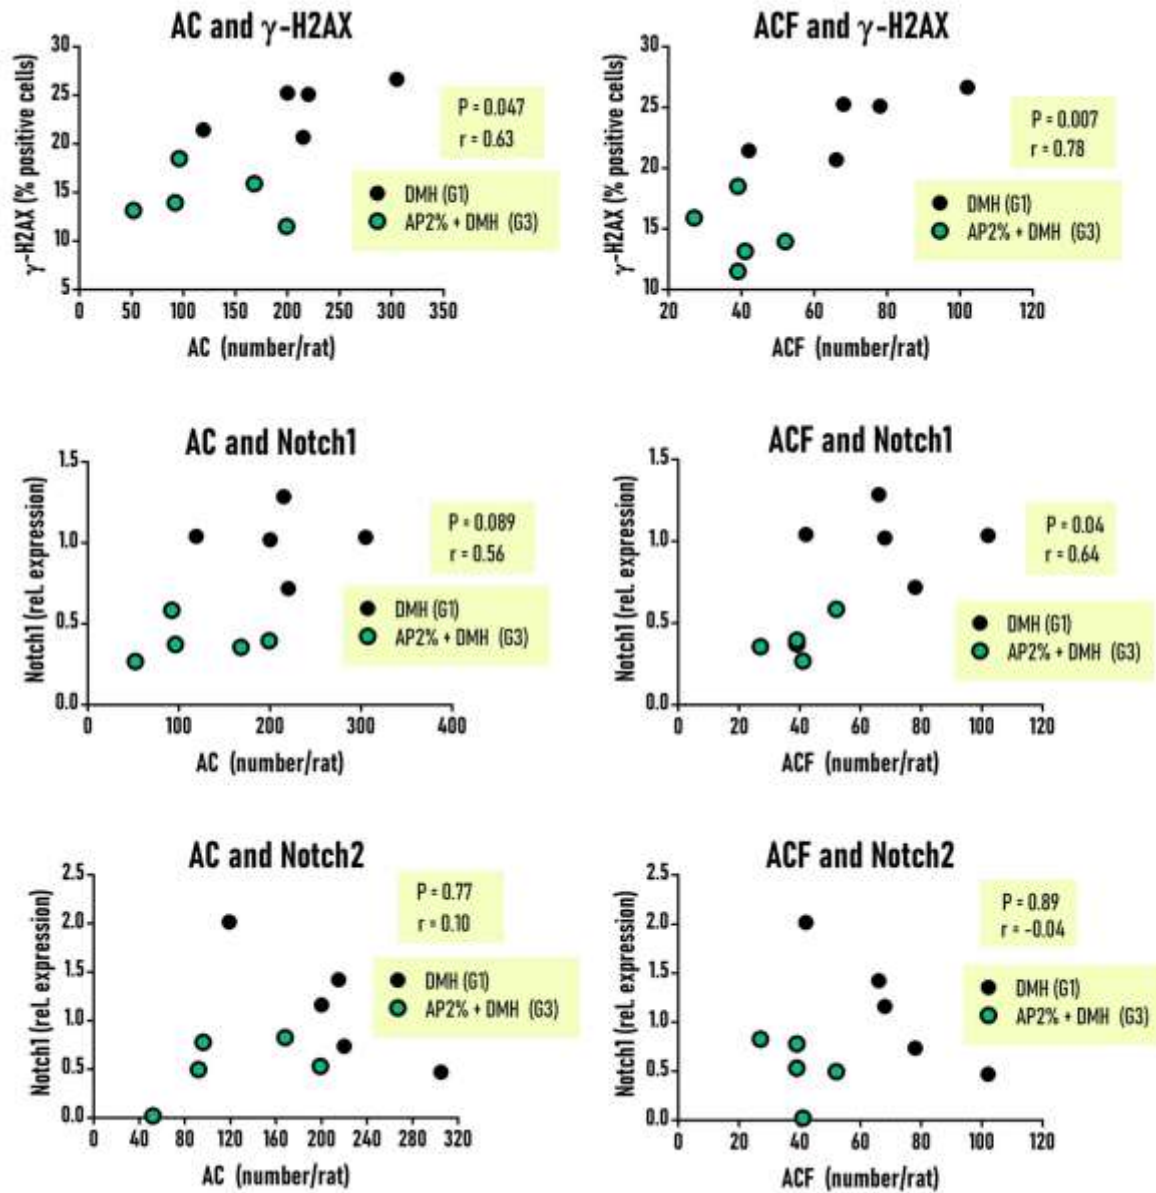 AC and γ-H2AX
γ-H2AX (% positive cells)
30
25
20
15
10
5
0 50 100 150 200 250 300 350
AC (number/rat)
P = 0.047
r = 0.63
DMH (G1)
AP2% + DMH (G3)
ACF and γ-H2AX
γ-H2AX (% positive cells)
30
25
20
15
10
20 40 60 80 100 120
ACF (number/rat)
P = 0.007
r = 0.78
DMH (G1)
AP2% + DMH (G3)
AC and Notch1
Notch1 (rel. expression)
1.5
1.0
0.5
0.0
0 100 200 300 400
AC (number/rat)
P = 0.089
r = 0.56
DMH (G1)
AP2% + DMH (G3)
ACF and Notch1
Notch1 (rel. expression)
1.5
1.0
0.5
0.0
0 20 40 60 80 100 120
ACF (number/rat)
P = 0.04
r = 0.64
DMH (G1)
AP2% + DMH (G3)
AC and Notch2
Notch1 (rel. expression)
2.5
2.0
1.5
1.0
0.5
0.0
0 40 80 120 160 200 240 280 320
AC (number/rat)
P = 0.77
r = 0.10
DMH (G1)
AP2% + DMH (G3)
ACF and Notch2
Notch1 (rel. expression)
2.5
2.0
1.5
1.0
0.5
0.0
0 20 40 60 80 100 120
ACF (number/rat)
P = 0.89
r = -0.04
DMH (G1)
AP2% + DMH (G3)